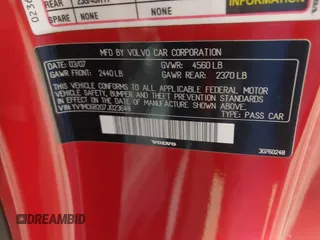 REAR
INFORMATION
SPARE NONE NONE
MFD BY VOLVO CAR CORPORATION
03/07 GVWR: 4560 LB
GAWR FRONT: 2440 LB GAWR REAR: 2370 LB
THIS VEHICLE CONFORMS TO ALL APPLICABLE FEDERAL MOTOR
VEHICLE SAFETY, BUMPER AND THEFT PREVENTION STANDARDS
IN EFFECT ON THE DATE OF MANUFACTURE SHOWN ABOVE.
TYPE: PASS CAR
VOLVO
30760248
DREAMBID